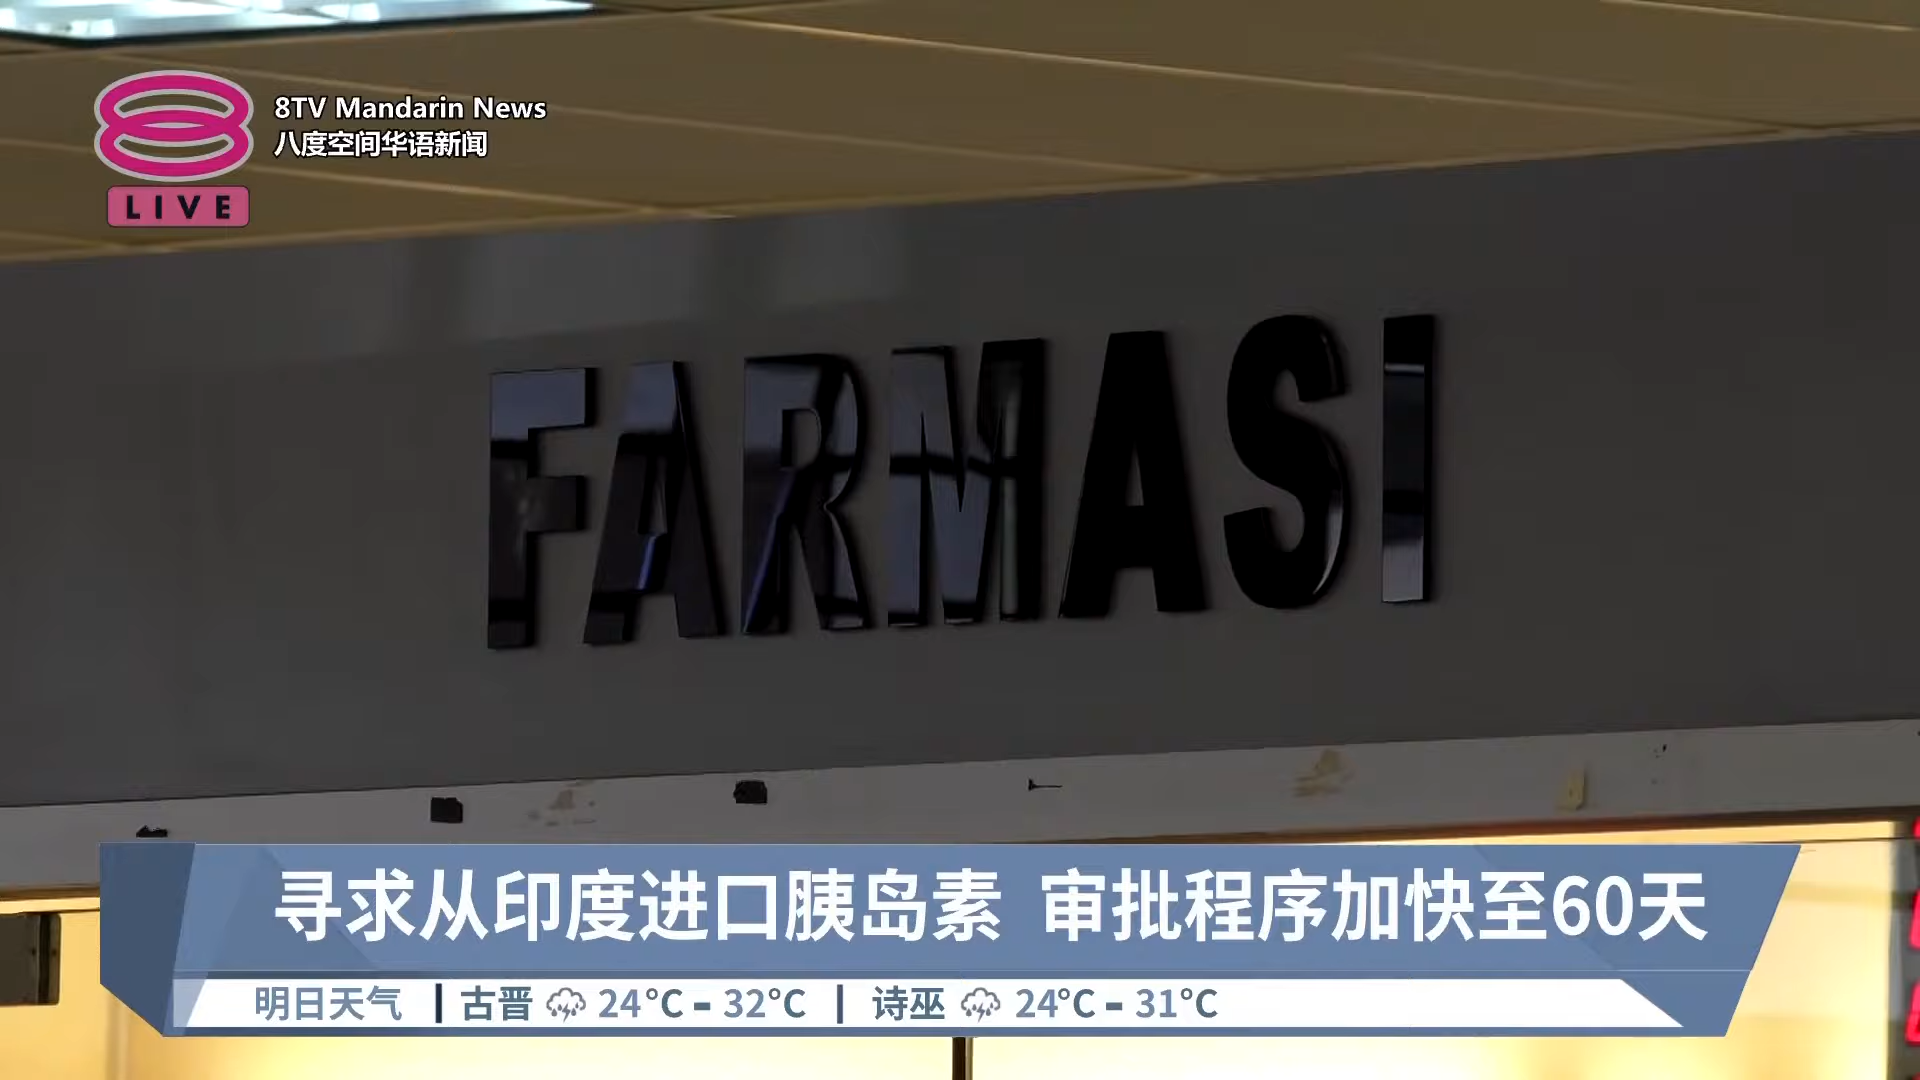 8TV Mandarin News
八度空间华语新闻
LIVE
FARMASI
寻求从印度进口胰岛素 审批程序加快至60天
明日天气 | 古晋 24°C - 32°C | 诗巫 24°C - 31°C